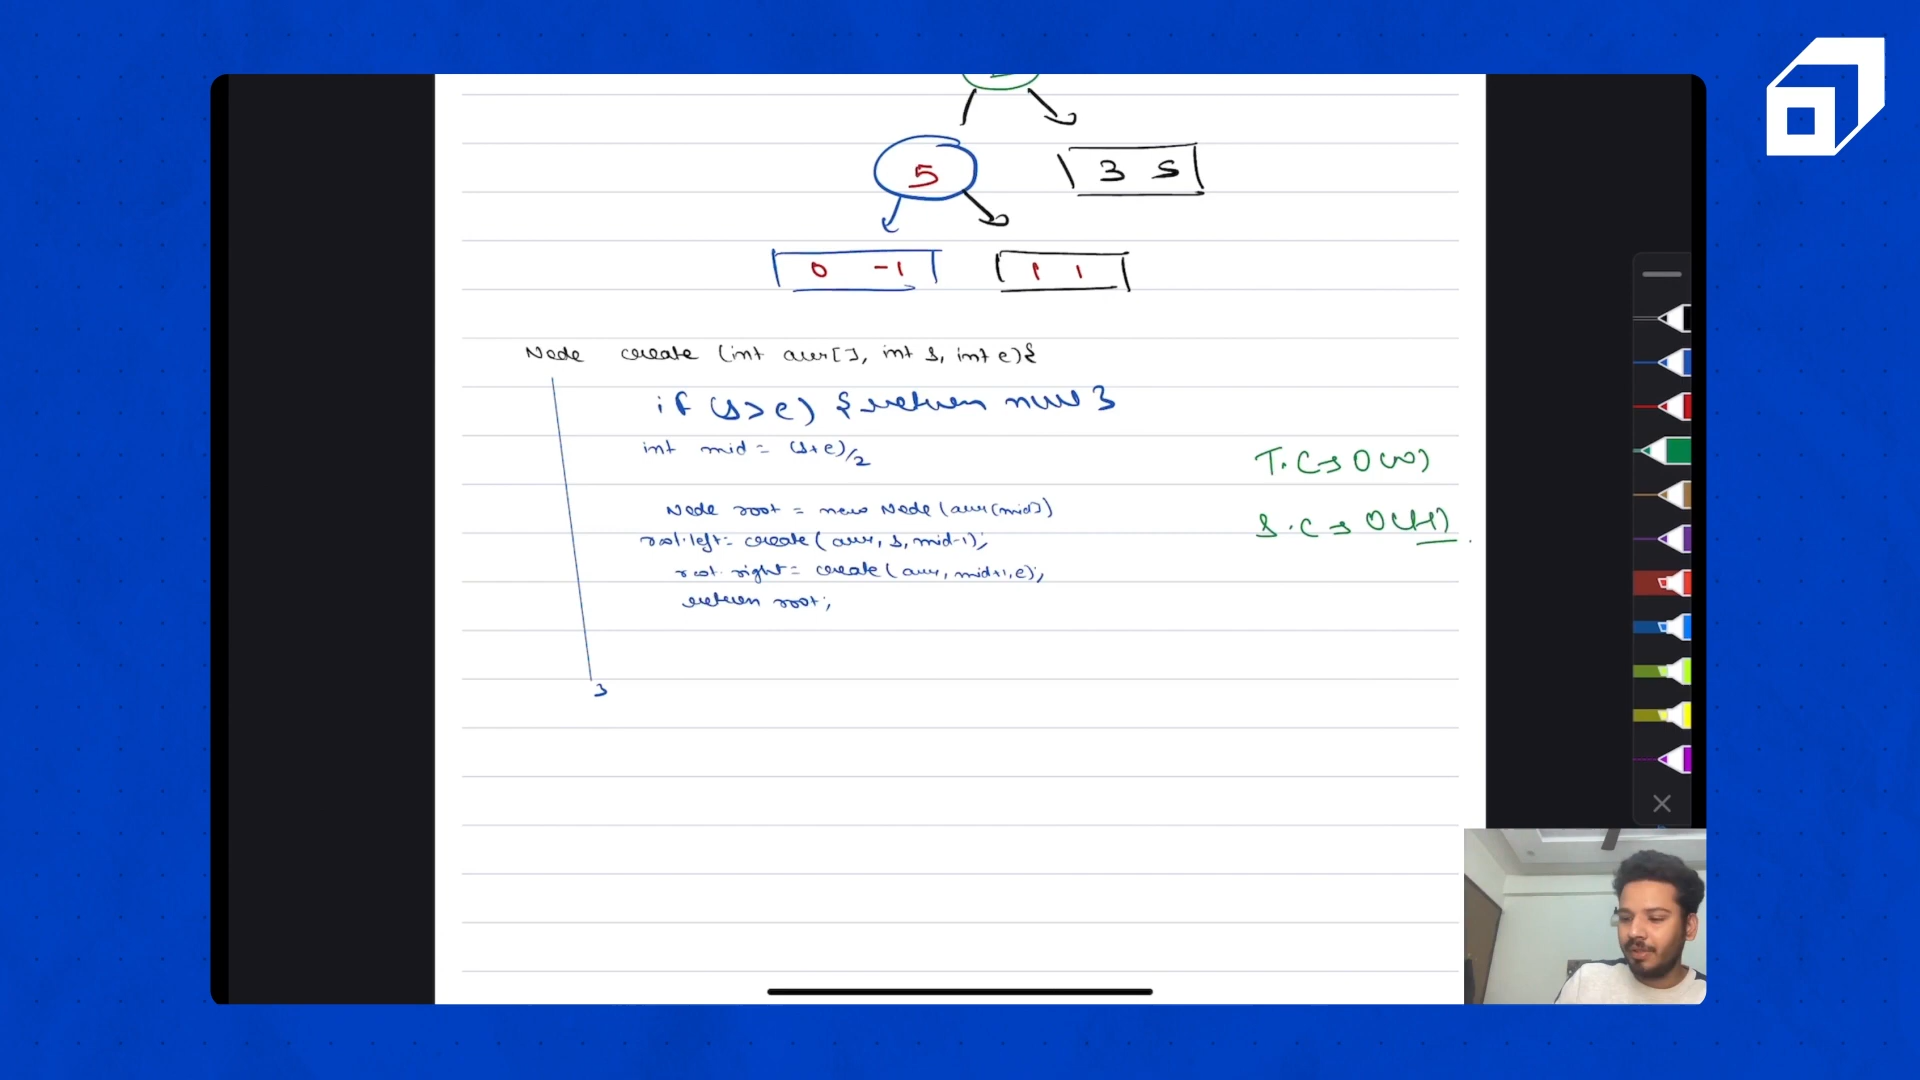 5
3 5
0 -1
1 1
Node create (int arr[], int s, int e){
if (s>e) { return null }
int mid = (s+e)/2
Node root = new Node (arr[mid])
root.left= create( arr, s, mid-1);
root.right= create( arr, mid+1, e);
return root;
}
T.C → O(N)
S.C → O(H)